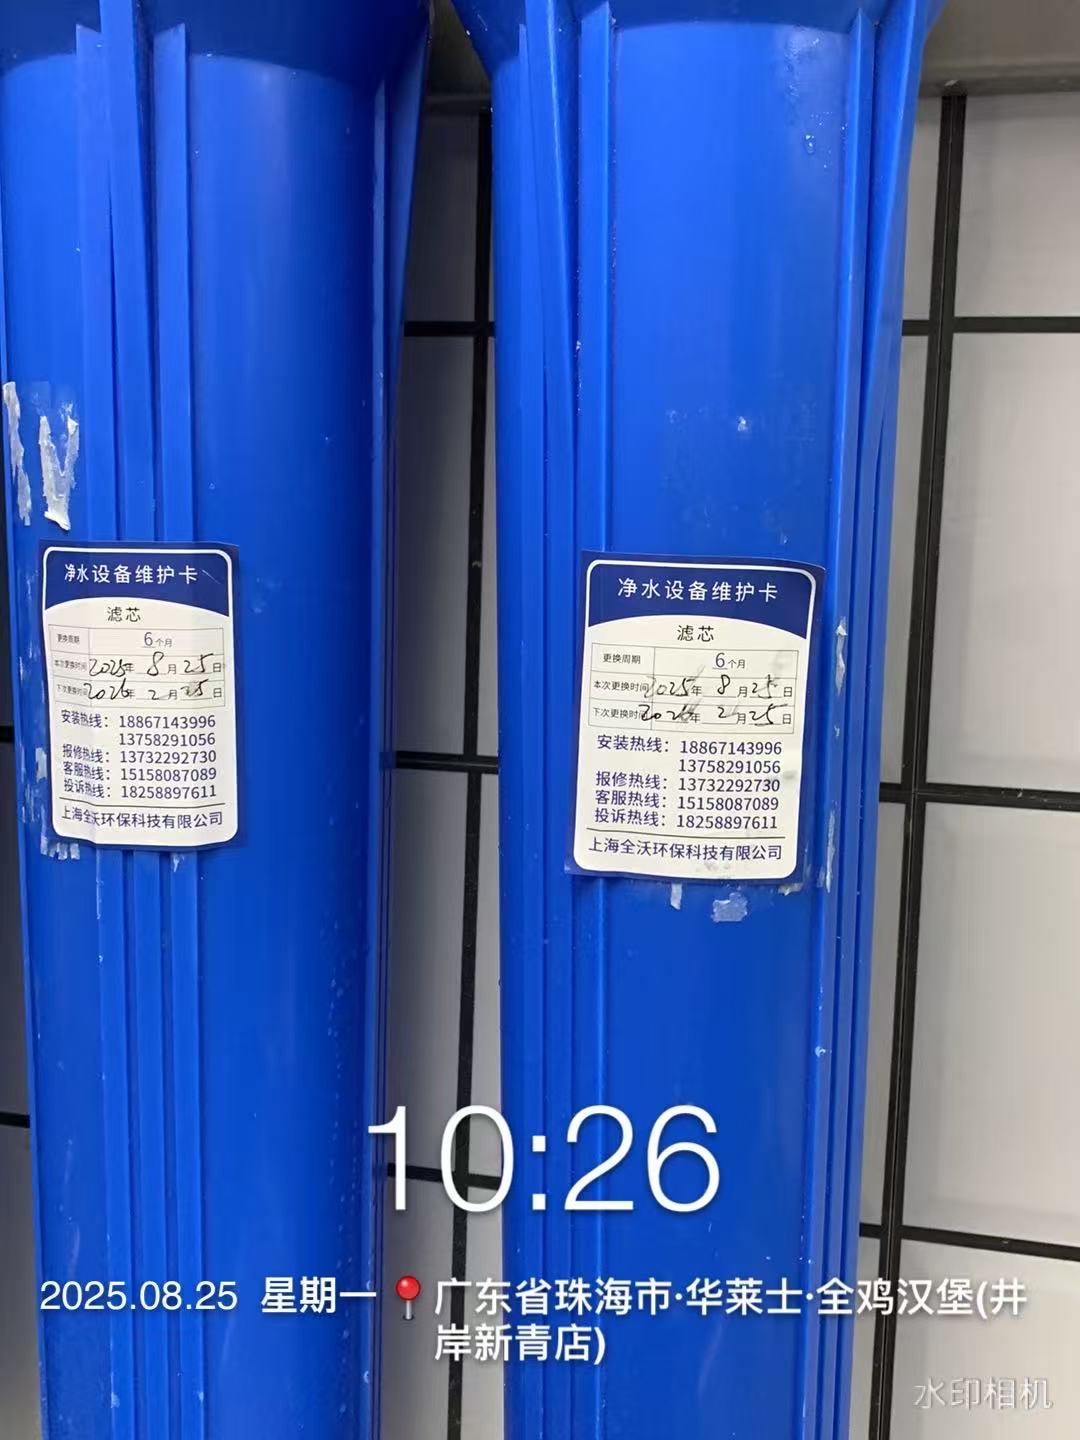 净水设备维护卡
滤芯
更换周期 6个月
本次更换时间 2025年 8月 25日
下次更换时间 2026年 2月 25日
安装热线：18867143996
13758291056
报修热线：13732292730
客服热线：15158087089
投诉热线：18258897611
上海全沃环保科技有限公司
净水设备维护卡
滤芯
更换周期 6个月
本次更换时间 2025年 8月 25日
下次更换时间 2026年 2月 25日
安装热线：18867143996
13758291056
报修热线：13732292730
客服热线：15158087089
投诉热线：18258897611
上海全沃环保科技有限公司
10:26
2025.08.25 星期一 广东省珠海市·华莱士·全鸡汉堡(井
岸新青店)
水印相机